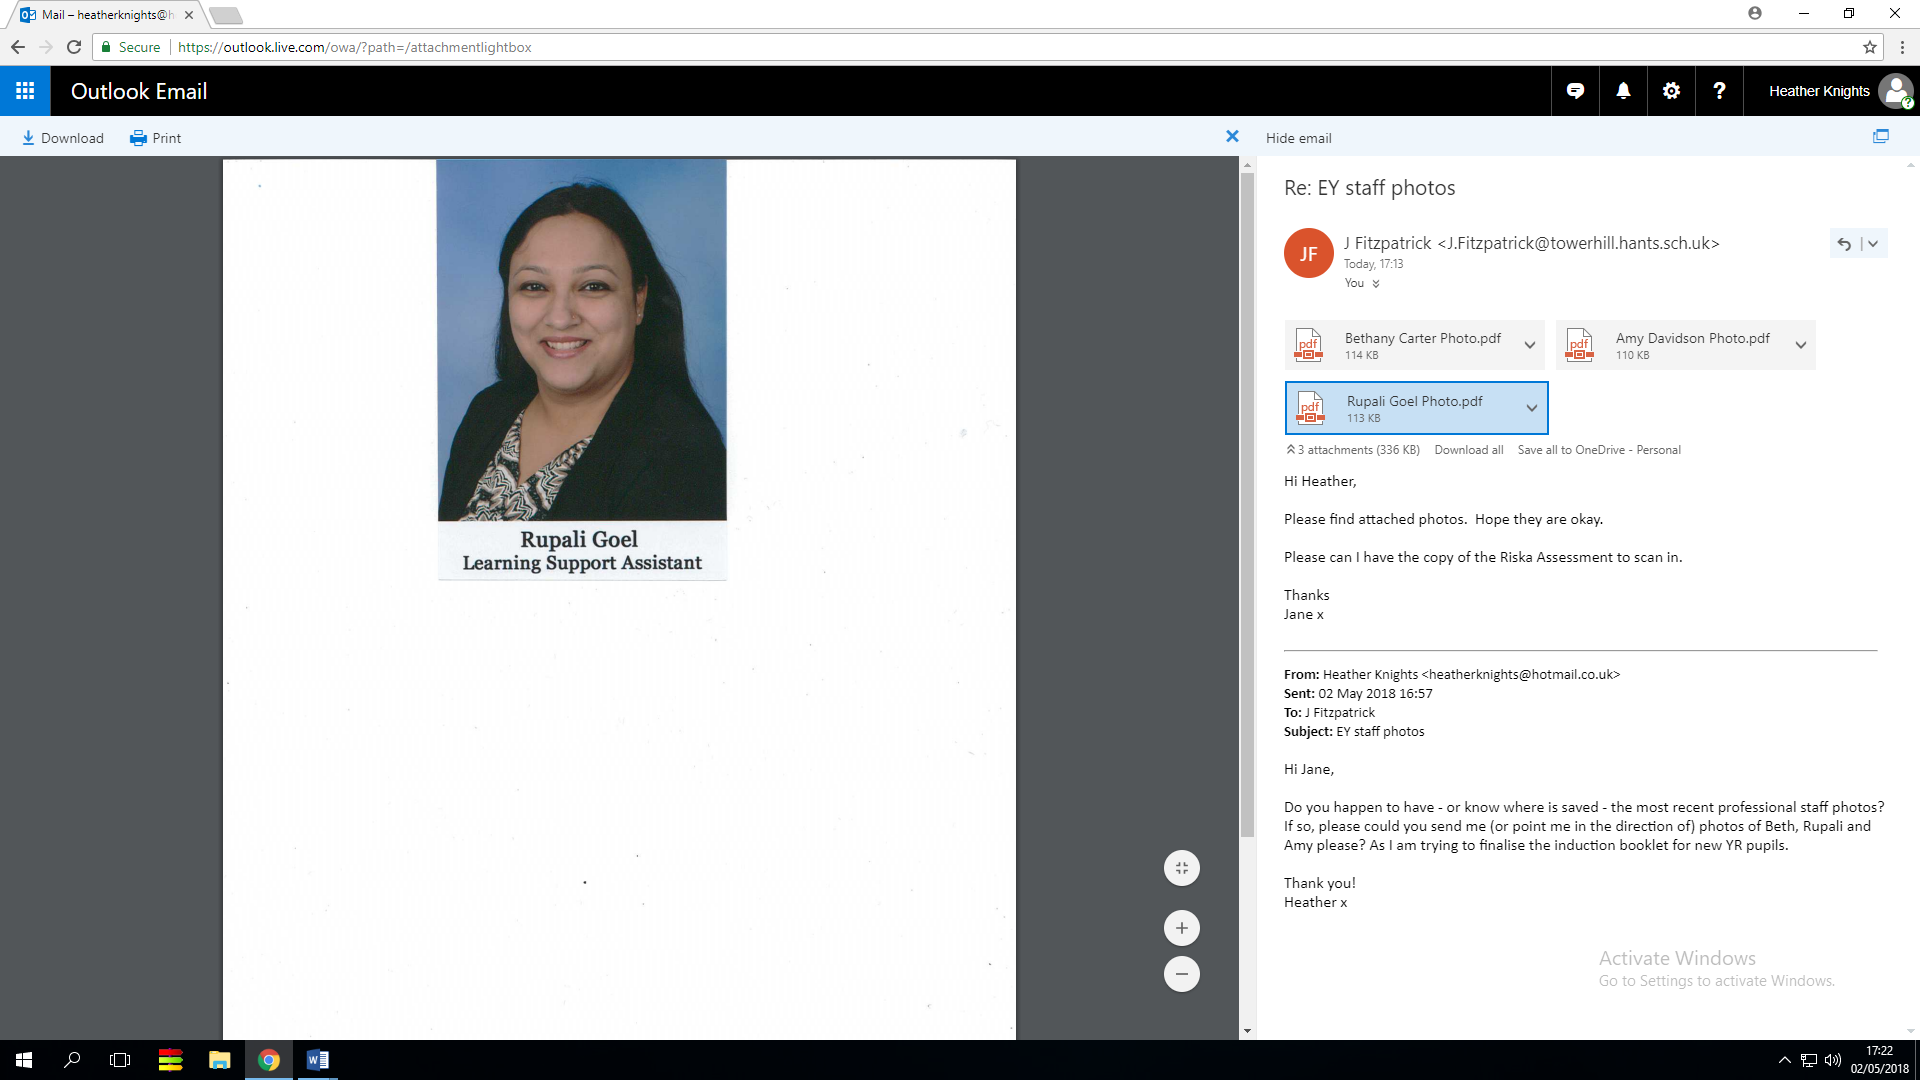 Mail – heatherknights@h
Secure https://outlook.live.com/owa/?path=/attachmentlightbox
Outlook Email
Heather Knights
Download Print
Hide email
Rupali Goel
Learning Support Assistant
Re: EY staff photos
JF
J Fitzpatrick <J.Fitzpatrick@towerhill.hants.sch.uk>
Today, 17:13
You
pdf
Bethany Carter Photo.pdf
114 KB
pdf
Amy Davidson Photo.pdf
110 KB
pdf
Rupali Goel Photo.pdf
113 KB
3 attachments (336 KB) Download all Save all to OneDrive - Personal
Hi Heather,
Please find attached photos. Hope they are okay.
Please can I have the copy of the Riska Assessment to scan in.
Thanks
Jane x
From: Heather Knights <heatherknights@hotmail.co.uk>
Sent: 02 May 2018 16:57
To: J Fitzpatrick
Subject: EY staff photos
Hi Jane,
Do you happen to have - or know where is saved - the most recent professional staff photos?
If so, please could you send me (or point me in the direction of) photos of Beth, Rupali and
Amy please? As I am trying to finalise the induction booklet for new YR pupils.
Thank you!
Heather x
Activate Windows
Go to Settings to activate Windows.
17:22
02/05/2018